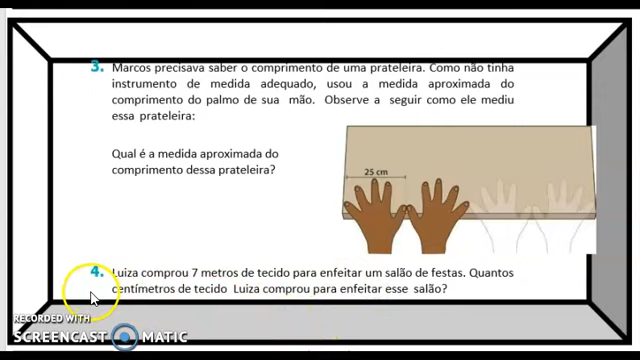 3. Marcos precisava saber o comprimento de uma prateleira. Como não tinha
instrumento de medida adequado, usou a medida aproximada do
comprimento do palmo de sua mão. Observe a seguir como ele mediu
essa prateleira:
Qual é a medida aproximada do
comprimento dessa prateleira?
25 cm
4. Luiza comprou 7 metros de tecido para enfeitar um salão de festas. Quantos
centímetros de tecido Luiza comprou para enfeitar esse salão?
RECORDED WITH
SCREENCAST MATIC